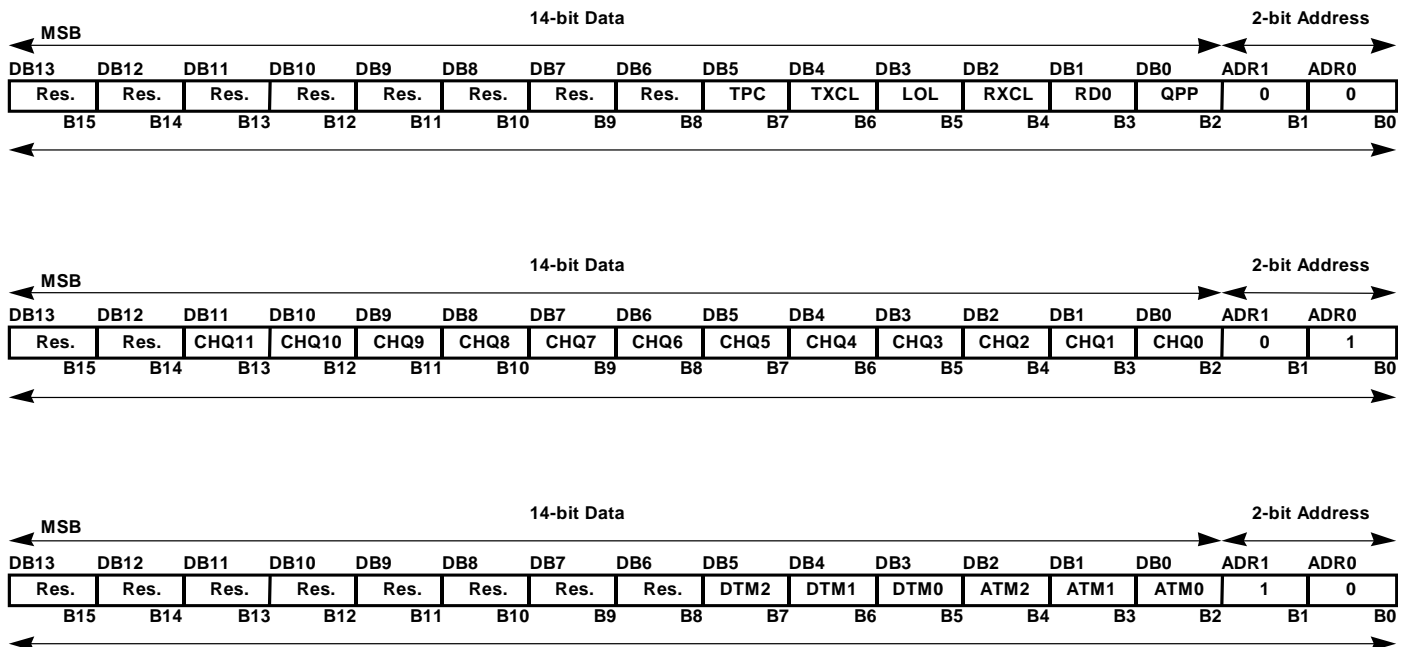 14-bit Data 2-bit Address
MSB
DB13 DB12 DB11 DB10 DB9 DB8 DB7 DB6 DB5 DB4 DB3 DB2 DB1 DB0 ADR1 ADR0
Res. Res. Res. Res. Res. Res. Res. Res. TPC TXCL LOL RXCL RD0 QPP 0 0
B15 B14 B13 B12 B11 B10 B9 B8 B7 B6 B5 B4 B3 B2 B1 B0
14-bit Data 2-bit Address
MSB
DB13 DB12 DB11 DB10 DB9 DB8 DB7 DB6 DB5 DB4 DB3 DB2 DB1 DB0 ADR1 ADR0
Res. Res. CHQ11 CHQ10 CHQ9 CHQ8 CHQ7 CHQ6 CHQ5 CHQ4 CHQ3 CHQ2 CHQ1 CHQ0 0 1
B15 B14 B13 B12 B11 B10 B9 B8 B7 B6 B5 B4 B3 B2 B1 B0
14-bit Data 2-bit Address
MSB
DB13 DB12 DB11 DB10 DB9 DB8 DB7 DB6 DB5 DB4 DB3 DB2 DB1 DB0 ADR1 ADR0
Res. Res. Res. Res. Res. Res. Res. Res. DTM2 DTM1 DTM0 ATM2 ATM1 ATM0 1 0
B15 B14 B13 B12 B11 B10 B9 B8 B7 B6 B5 B4 B3 B2 B1 B0